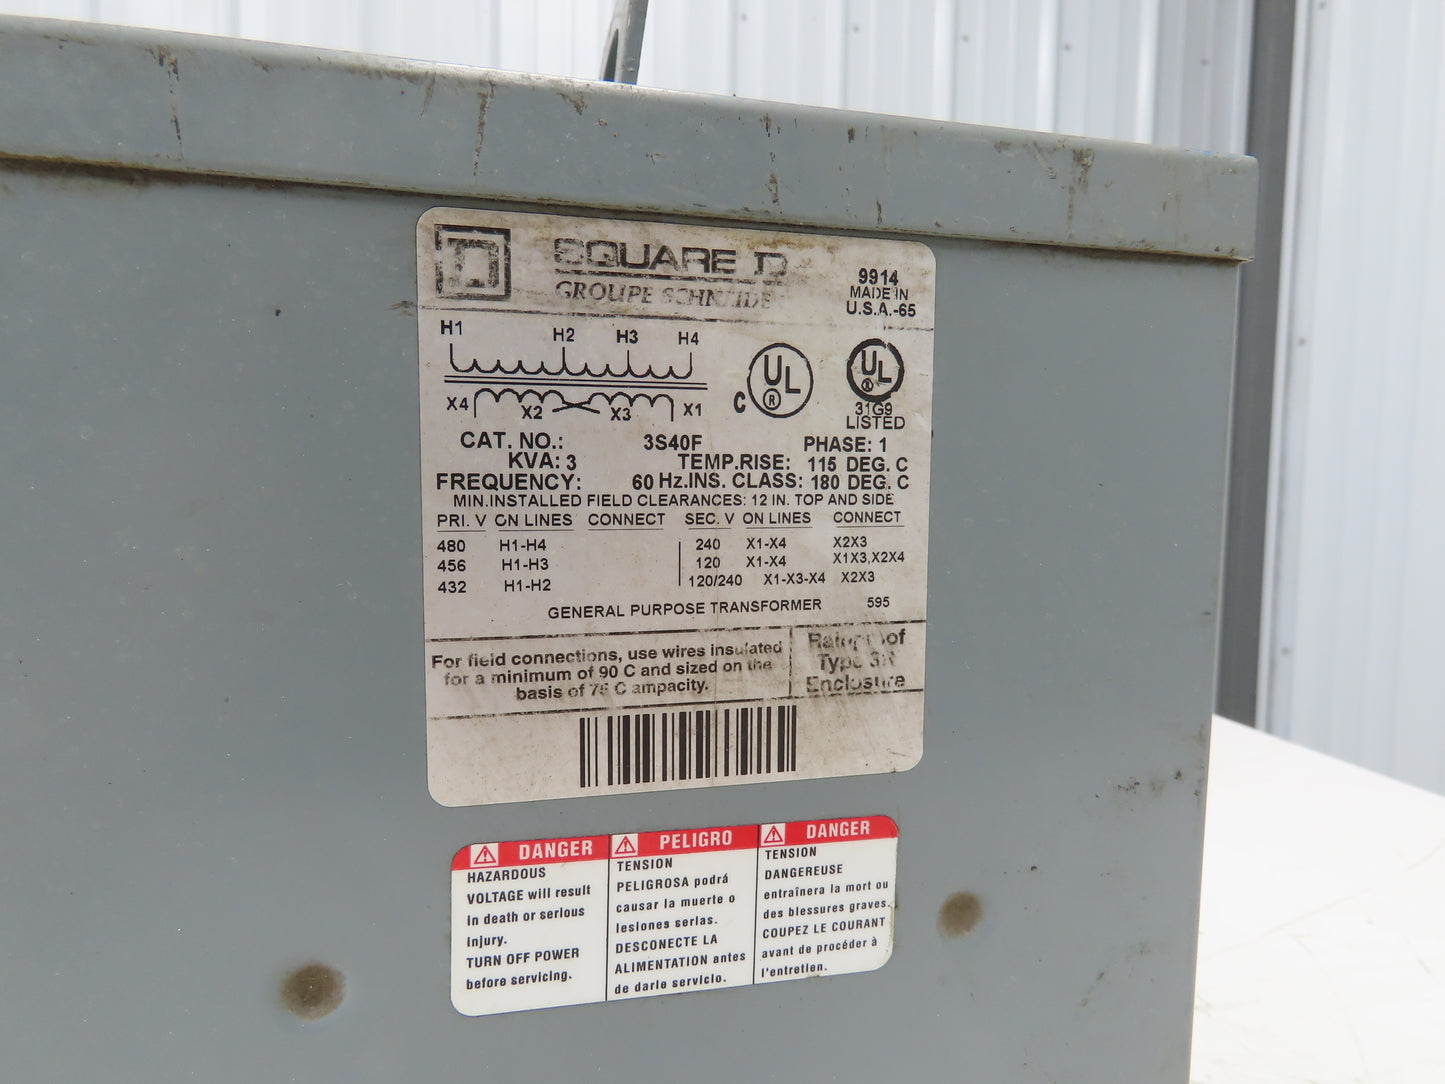 SQUARE D
GROUPE SCHNEIDER
9914
MADE IN
U.S.A.-65
H1 H2 H3 H4
X4 X2 X3 X1
C UL ®
UL ®
31G9
LISTED
CAT. NO.: 3S40F PHASE: 1
KVA: 3 TEMP.RISE: 115 DEG. C
FREQUENCY: 60 Hz. INS. CLASS: 180 DEG. C
MIN.INSTALLED FIELD CLEARANCES: 12 IN. TOP AND SIDE
PRI. V ON LINES CONNECT SEC. V ON LINES CONNECT
480 H1-H4 240 X1-X4 X2X3
456 H1-H3 120 X1-X4 X1X3,X2X4
432 H1-H2 120/240 X1-X3-X4 X2X3
GENERAL PURPOSE TRANSFORMER 595
For field connections, use wires insulated
for a minimum of 90 C and sized on the
basis of 75 C ampacity.
Rainproof
Type 3R
Enclosure
DANGER
HAZARDOUS
VOLTAGE will result
in death or serious
injury.
TURN OFF POWER
before servicing.
PELIGRO
TENSION
PELIGROSA podrá
causar la muerte o
lesiones serias.
DESCONECTE LA
ALIMENTACION antes
de darle servicio.
DANGER
TENSION
DANGEREUSE
entraînera la mort ou
des blessures graves.
COUPEZ LE COURANT
avant de procéder à
l'entretien.